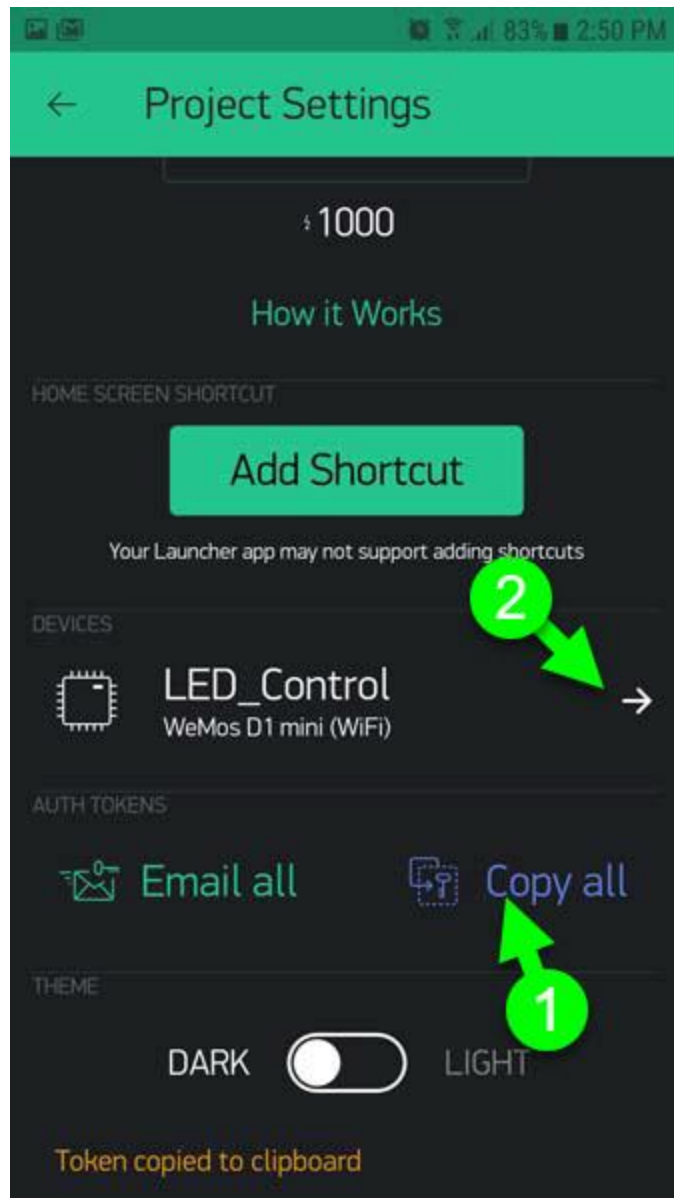 83% 2:50 PM
Project Settings
1000
How it Works
HOME SCREEN SHORTCUT
Add Shortcut
Your Launcher app may not support adding shortcuts
2
DEVICES
LED_Control
WeMos D1 mini (WiFi)
AUTH TOKENS
Email all Copy all
1
THEME
DARK LIGHT
Token copied to clipboard